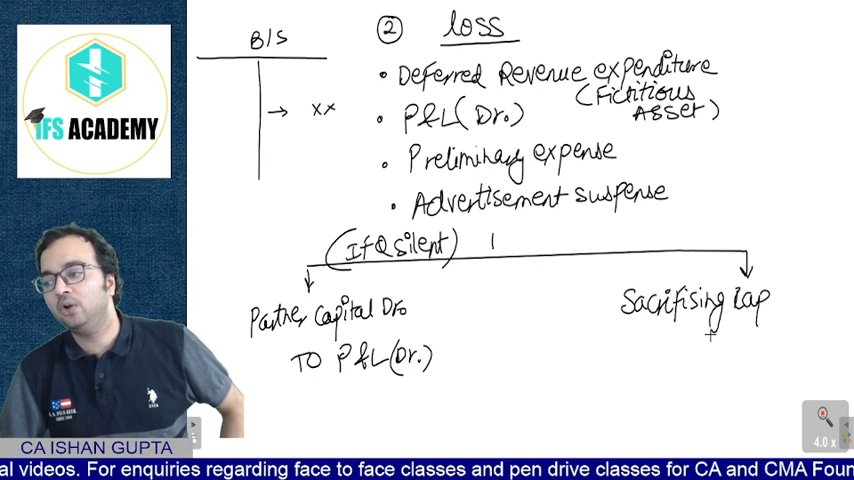 B/S
→ xx
② loss
• Deferred Revenue expenditure
(Fictitious
ASSET)
• P&L (Dr.)
• Preliminary expense
• Advertisement suspense
(If Q Silent)
Partner Capital Dr.
TO P&L (Dr.)
Sacrifising Cap
IFS ACADEMY
CA ISHAN GUPTA
4.0 x
al videos. For enquiries regarding face to face classes and pen drive classes for CA and CMA Foun